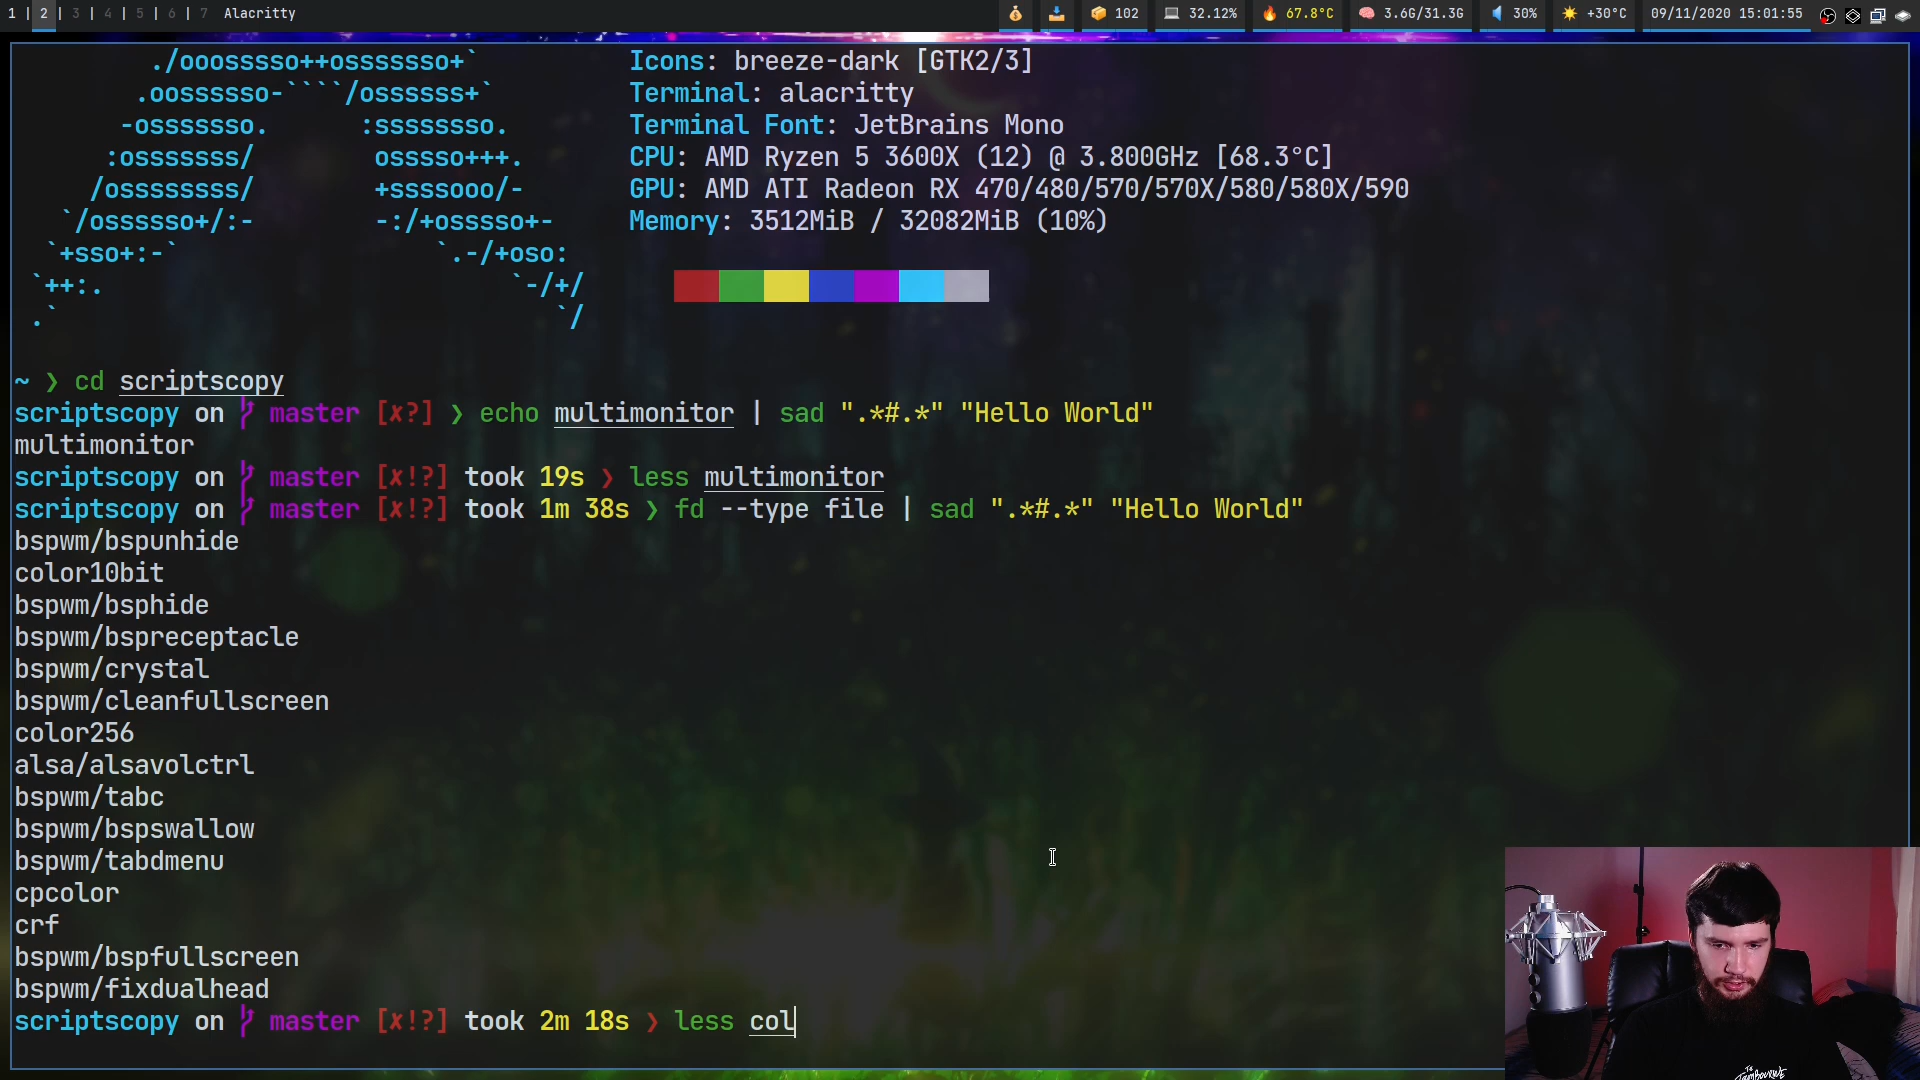 1 | 2 | 3 | 4 | 5 | 6 | 7 Alacritty 102 32.12% 67.8°C 3.6G/31.3G 30% +30°C 09/11/2020 15:01:55
./ooosssso++osssssso+` Icons: breeze-dark [GTK2/3]
.oossssso-````/ossssss+` Terminal: alacritty
-osssssso. :ssssssso. Terminal Font: JetBrains Mono
:osssssss/ osssso+++. CPU: AMD Ryzen 5 3600X (12) @ 3.800GHz [68.3°C]
/ossssssss/ +ssssooo/- GPU: AMD ATI Radeon RX 470/480/570/570X/580/580X/590
`/ossssso+/:- -:/+osssso+- Memory: 3512MiB / 32082MiB (10%)
`+sso+:-` `.-/+oso:
`++:. `-/+/
.` `/
~ ❯ cd scriptscopy
scriptscopy on master [✘?] ❯ echo multimonitor | sad ".*#.*" "Hello World"
multimonitor
scriptscopy on master [✘!?] took 19s ❯ less multimonitor
scriptscopy on master [✘!?] took 1m 38s ❯ fd --type file | sad ".*#.*" "Hello World"
bspwm/bspunhide
color10bit
bspwm/bsphide
bspwm/bspreceptacle
bspwm/crystal
bspwm/cleanfullscreen
color256
alsa/alsavolctrl
bspwm/tabc
bspwm/bspswallow
bspwm/tabdmenu
cpcolor
crf
bspwm/bspfullscreen
bspwm/fixdualhead
scriptscopy on master [✘!?] took 2m 18s ❯ less col